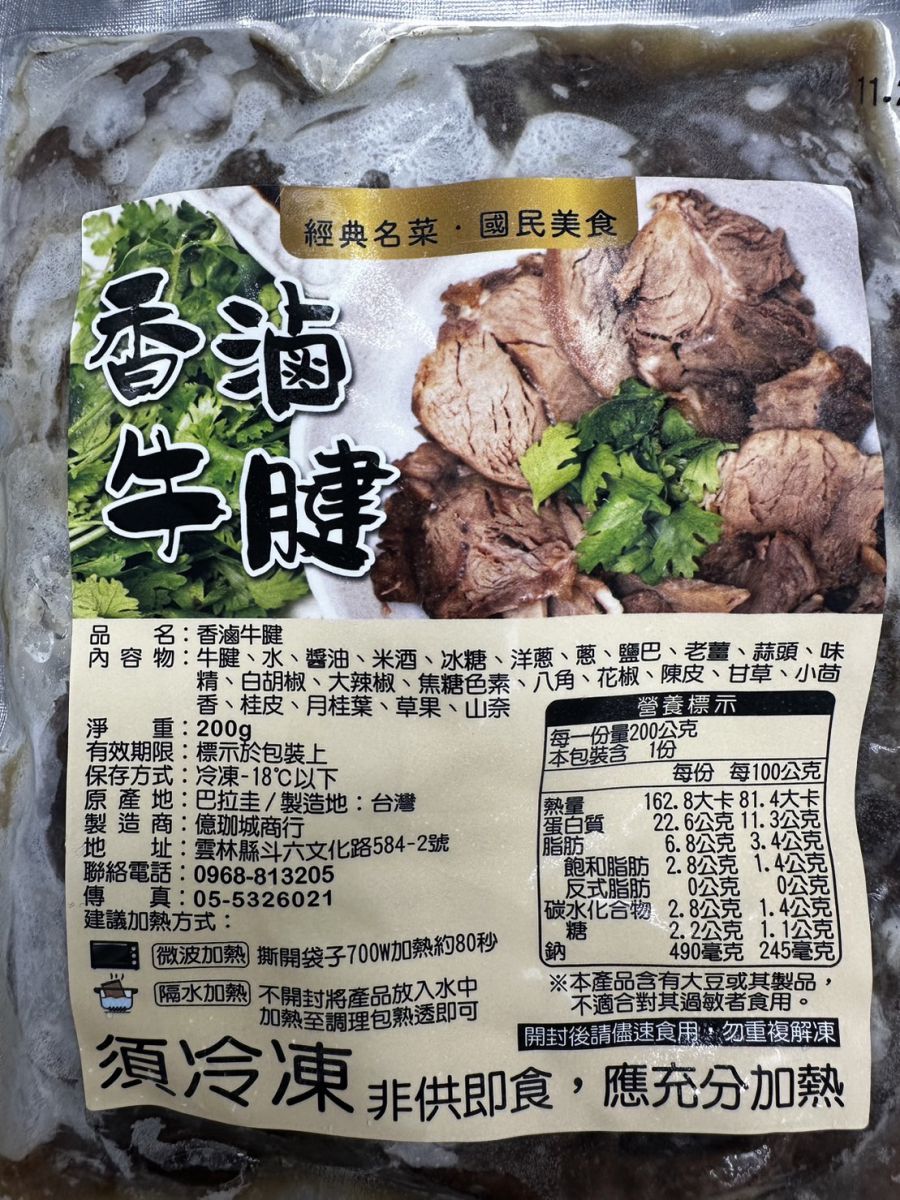 11.2
經典名菜·國民美食
香滷
牛腱
品　名：香滷牛腱
內容物：牛腱、水、醬油、米酒、冰糖、洋蔥、蔥、鹽巴、老薑、蒜頭、味
精、白胡椒、大辣椒、焦糖色素、八角、花椒、陳皮、甘草、小茴
香、桂皮、月桂葉、草果、山奈
淨　重：200g
有效期限：標示於包裝上
保存方式：冷凍-18℃以下
原產地：巴拉圭/製造地：台灣
製造商：億珈城商行
地　址：雲林縣斗六文化路584-2號
聯絡電話：0968-813205
傳　真：05-5326021
建議加熱方式：
微波加熱 撕開袋子700W加熱約80秒
隔水加熱 不開封將產品放入水中
加熱至調理包熟透即可
營養標示
每一份量200公克
本包裝含 1份
每份 每100公克
熱量 162.8大卡 81.4大卡
蛋白質 22.6公克 11.3公克
脂肪 6.8公克 3.4公克
飽和脂肪 2.8公克 1.4公克
反式脂肪 0公克 0公克
碳水化合物 2.8公克 1.4公克
糖 2.2公克 1.1公克
鈉 490毫克 245毫克
※本產品含有大豆或其製品，
不適合對其過敏者食用。
開封後請儘速食用，勿重複解凍
須冷凍 非供即食，應充分加熱